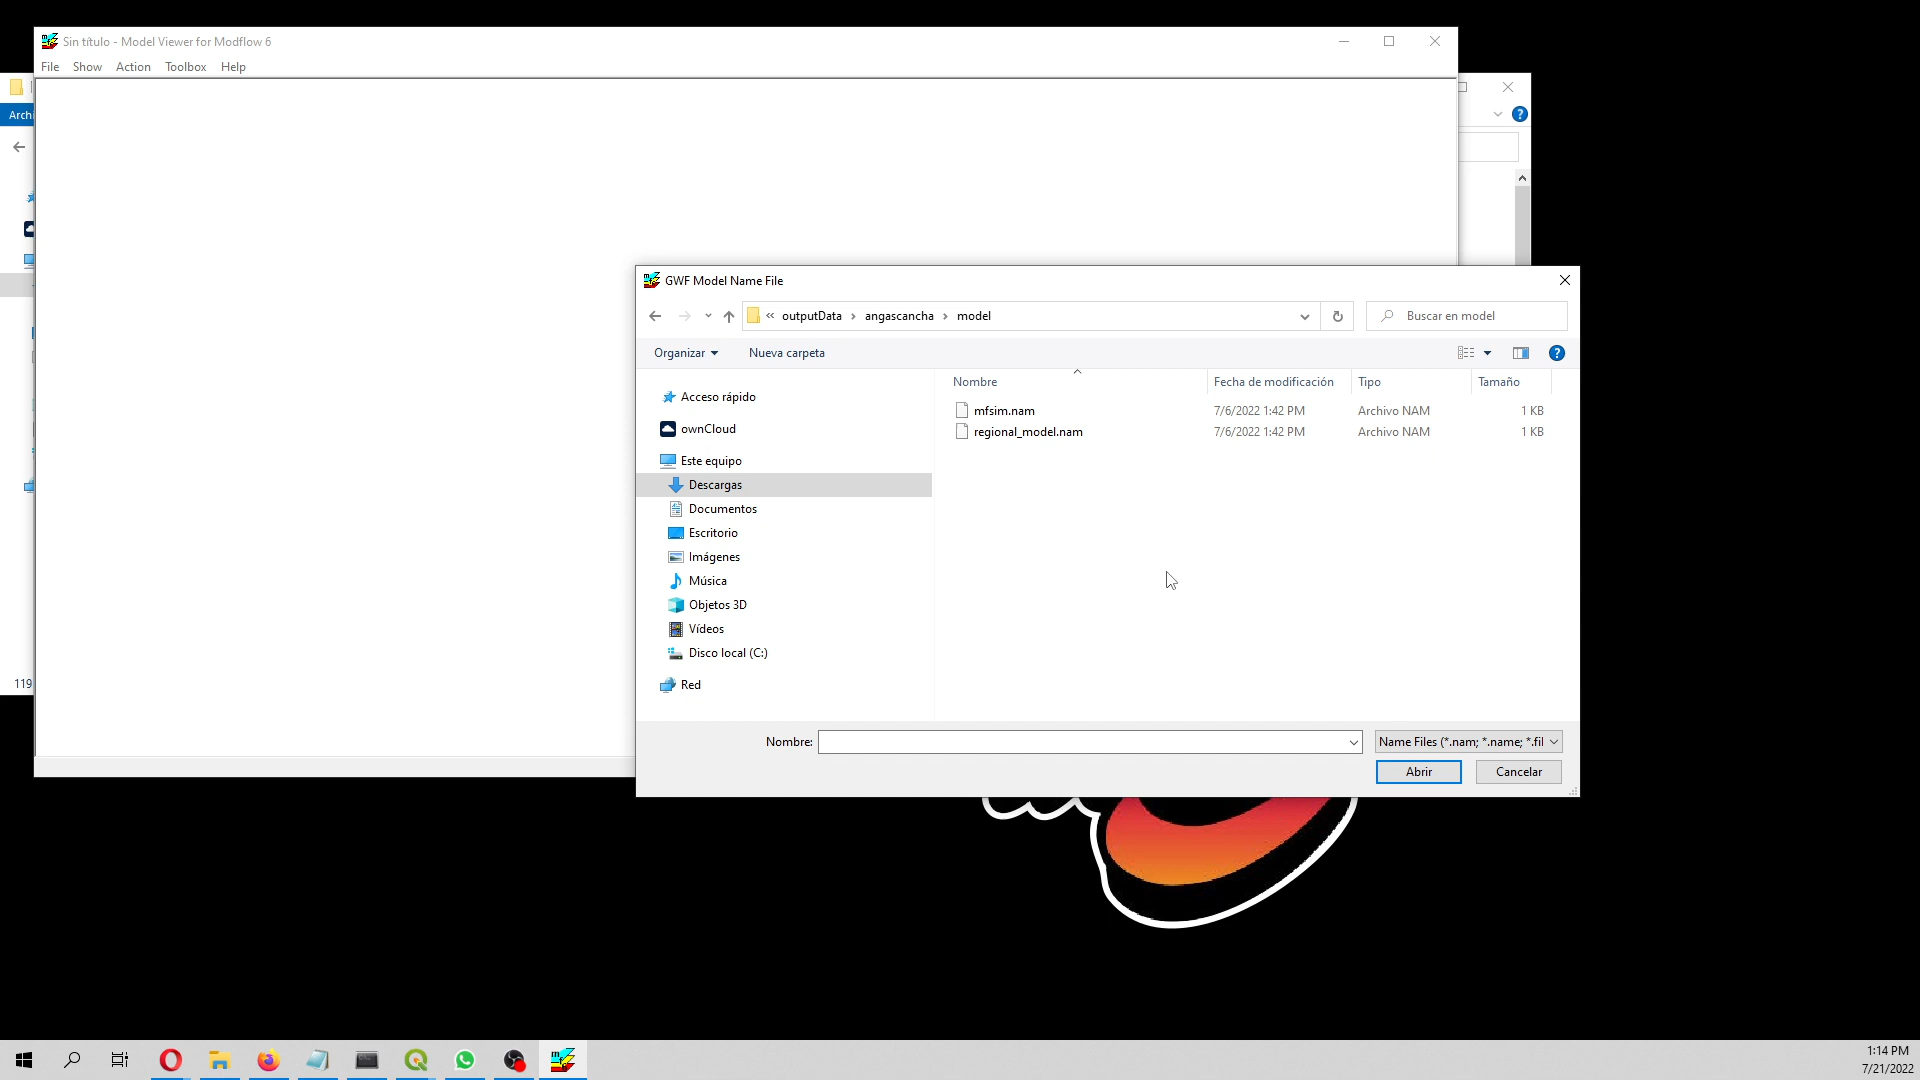 Sin título - Model Viewer for Modflow 6
File Show Action Toolbox Help
Archi
GWF Model Name File
« outputData › angascancha › model
Buscar en model
Organizar
Nueva carpeta
Nombre
Fecha de modificación
Tipo
Tamaño
Acceso rápido
ownCloud
Este equipo
Descargas
Documentos
Escritorio
Imágenes
Música
Objetos 3D
Vídeos
Disco local (C:)
Red
mfsim.nam 7/6/2022 1:42 PM Archivo NAM 1 KB
regional_model.nam 7/6/2022 1:42 PM Archivo NAM 1 KB
119
Nombre:
Name Files (*.nam; *.name; *.fil
Abrir
Cancelar
1:14 PM
7/21/2022